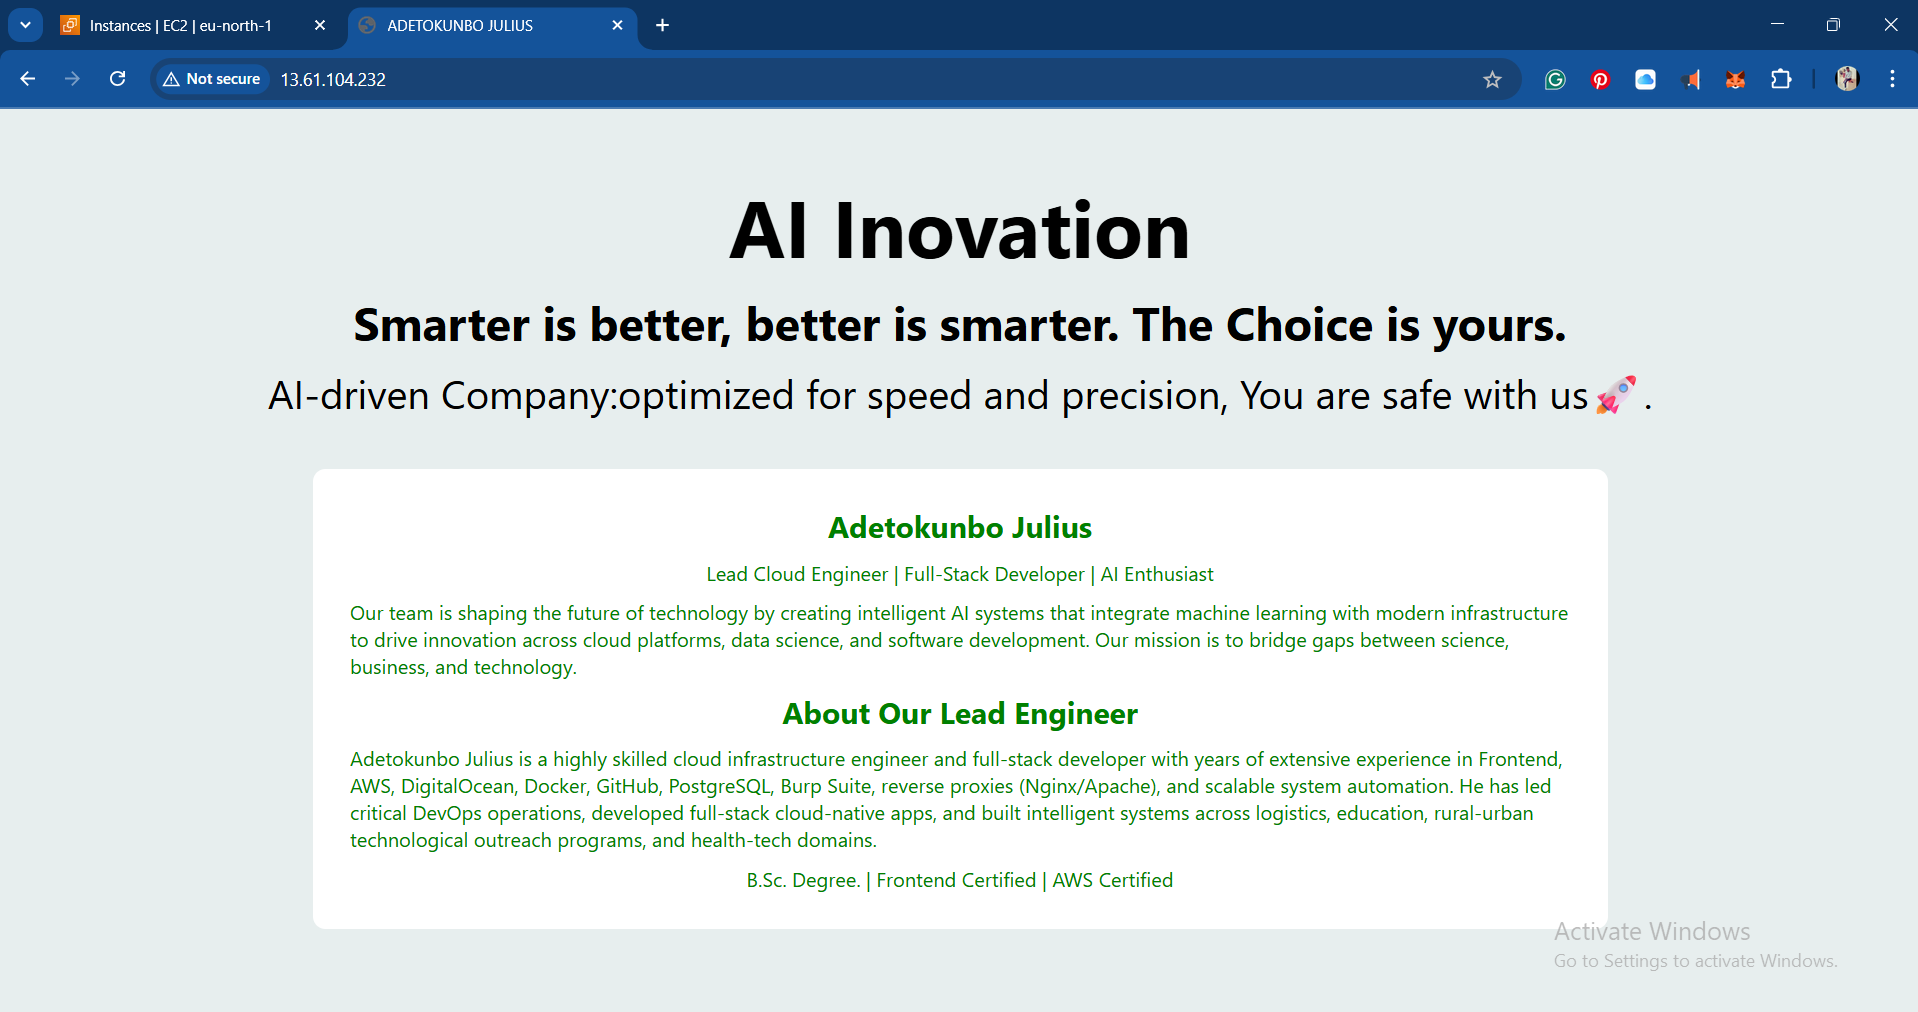 Instances | EC2 | eu-north-1
ADETOKUNBO JULIUS
Not secure
13.61.104.232
AI Inovation
Smarter is better, better is smarter. The Choice is yours.
AI-driven Company:optimized for speed and precision, You are safe with us🚀.
Adetokunbo Julius
Lead Cloud Engineer | Full-Stack Developer | AI Enthusiast
Our team is shaping the future of technology by creating intelligent AI systems that integrate machine learning with modern infrastructure
to drive innovation across cloud platforms, data science, and software development. Our mission is to bridge gaps between science,
business, and technology.
About Our Lead Engineer
Adetokunbo Julius is a highly skilled cloud infrastructure engineer and full-stack developer with years of extensive experience in Frontend,
AWS, DigitalOcean, Docker, GitHub, PostgreSQL, Burp Suite, reverse proxies (Nginx/Apache), and scalable system automation. He has led
critical DevOps operations, developed full-stack cloud-native apps, and built intelligent systems across logistics, education, rural-urban
technological outreach programs, and health-tech domains.
B.Sc. Degree. | Frontend Certified | AWS Certified
Activate Windows
Go to Settings to activate Windows.